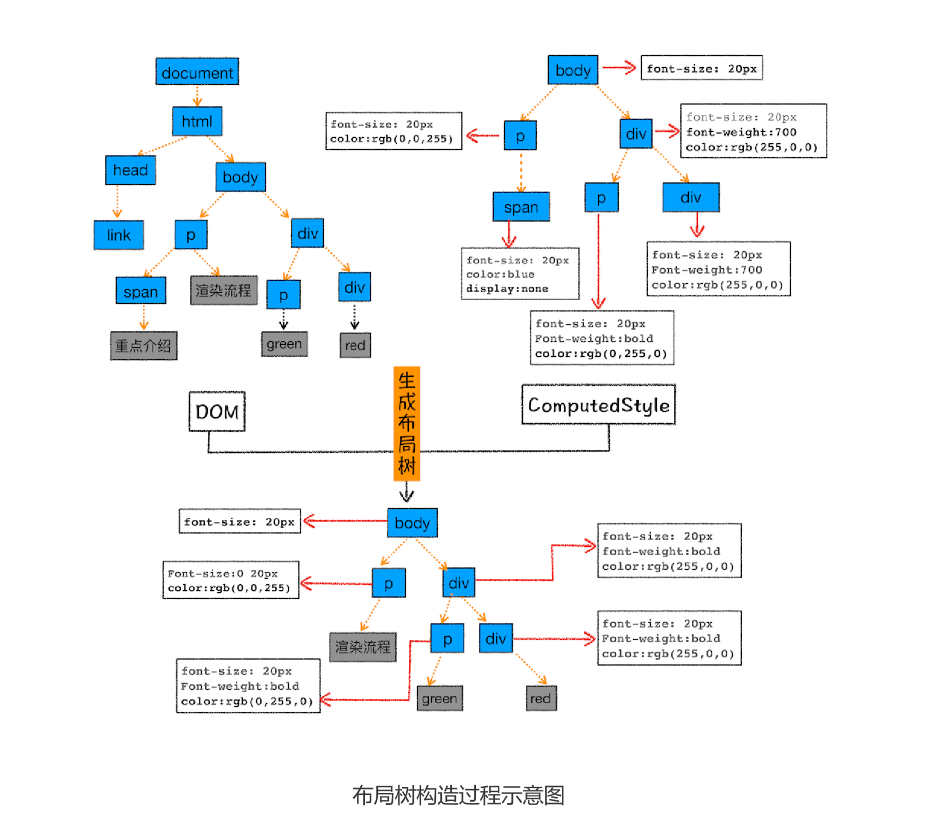 document
html
head
body
link
p
div
span
渲染流程
p
div
重点介绍
green
red
body
font-size: 20px
font-size: 20px
color:rgb(0,0,255)
p
div
font-size: 20px
font-weight:700
color:rgb(255,0,0)
span
p
div
font-size: 20px
color:blue
display:none
font-size: 20px
Font-weight:700
color:rgb(255,0,0)
font-size: 20px
Font-weight:bold
color:rgb(0,255,0)
DOM
生成布局树
ComputedStyle
font-size: 20px
body
font-size: 20px
font-weight:bold
color:rgb(255,0,0)
Font-size:0 20px
color:rgb(0,0,255)
p
div
渲染流程
p
div
font-size: 20px
Font-weight:bold
color:rgb(255,0,0)
font-size: 20px
Font-weight:bold
color:rgb(0,255,0)
green
red
布局树构造过程示意图